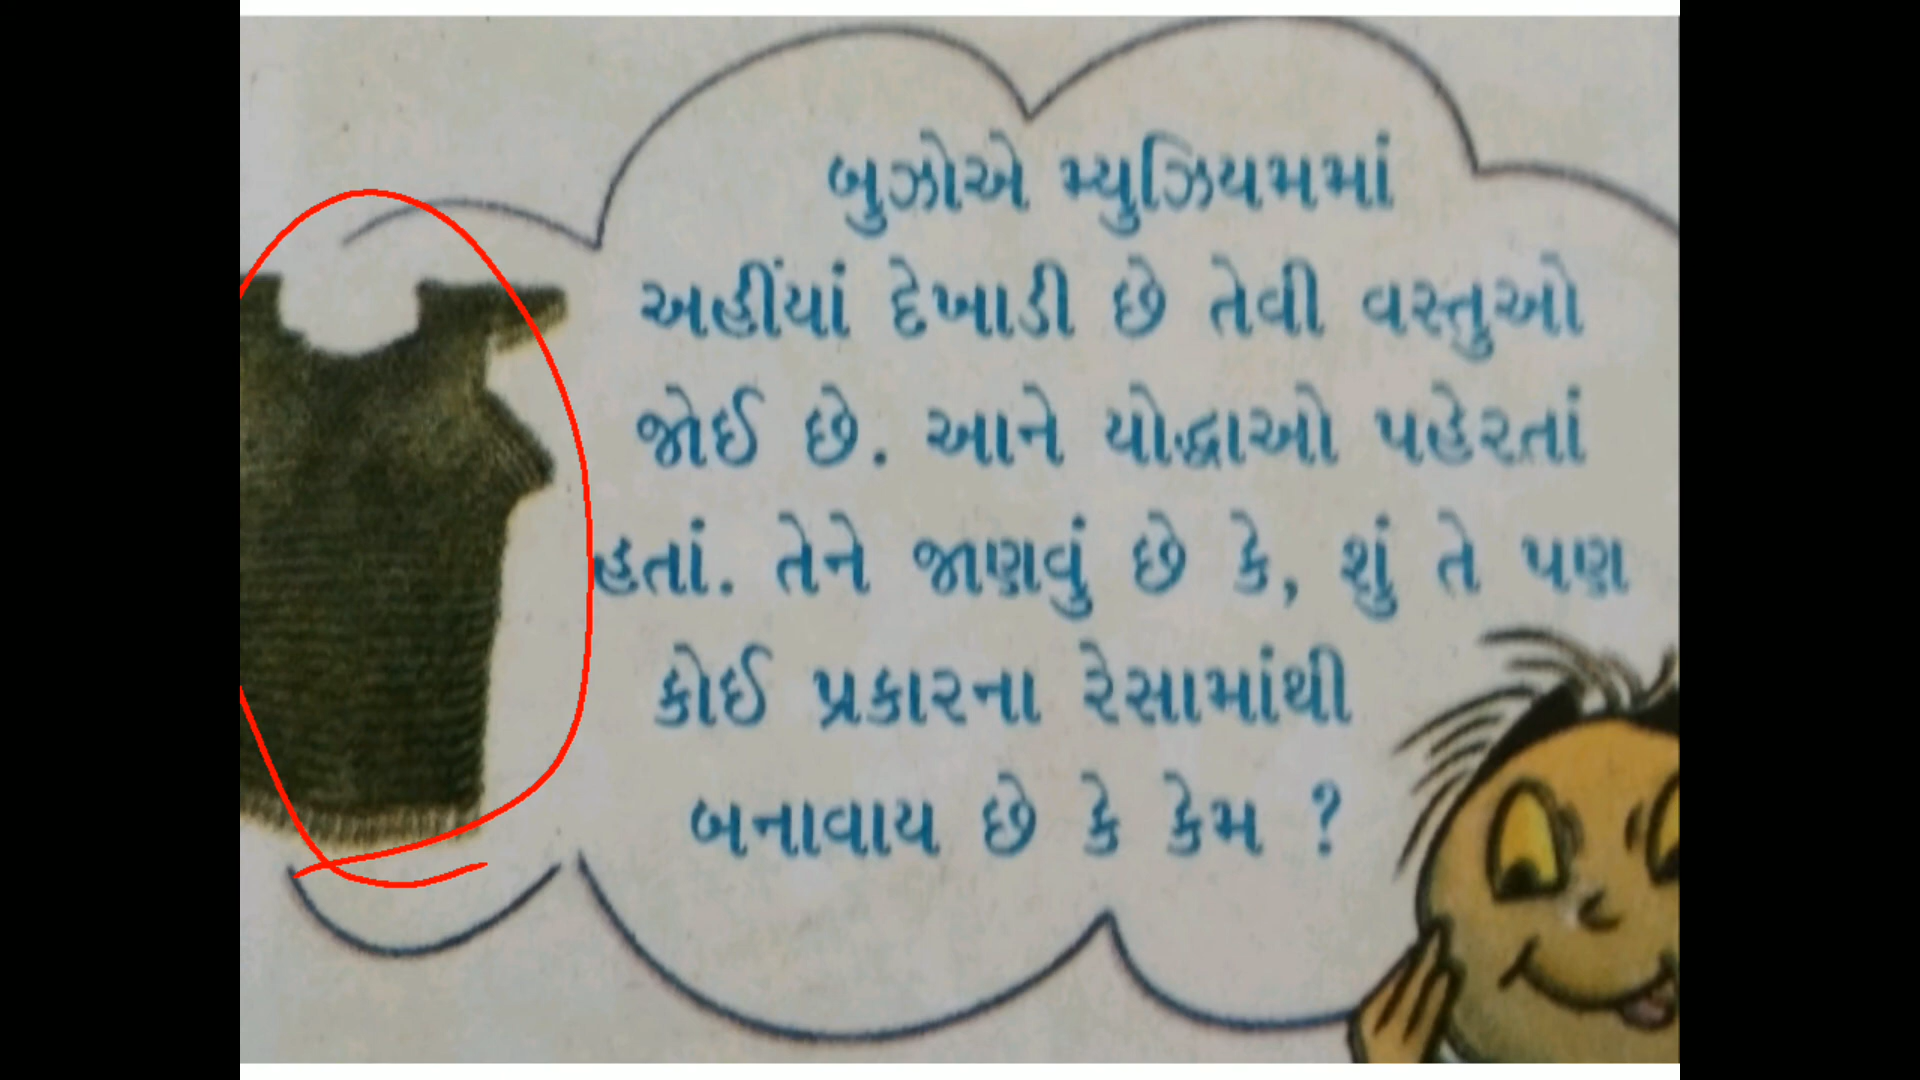 બુઝોએ મ્યુઝિયમમાં
અહીંયાં દેખાડી છે તેવી વસ્તુઓ
જોઈ છે. આને યોદ્ધાઓ પહેરતાં
હતાં. તેને જાણવું છે કે, શું તે પણ
કોઈ પ્રકારના રેસામાંથી
બનાવાય છે કે કેમ ?